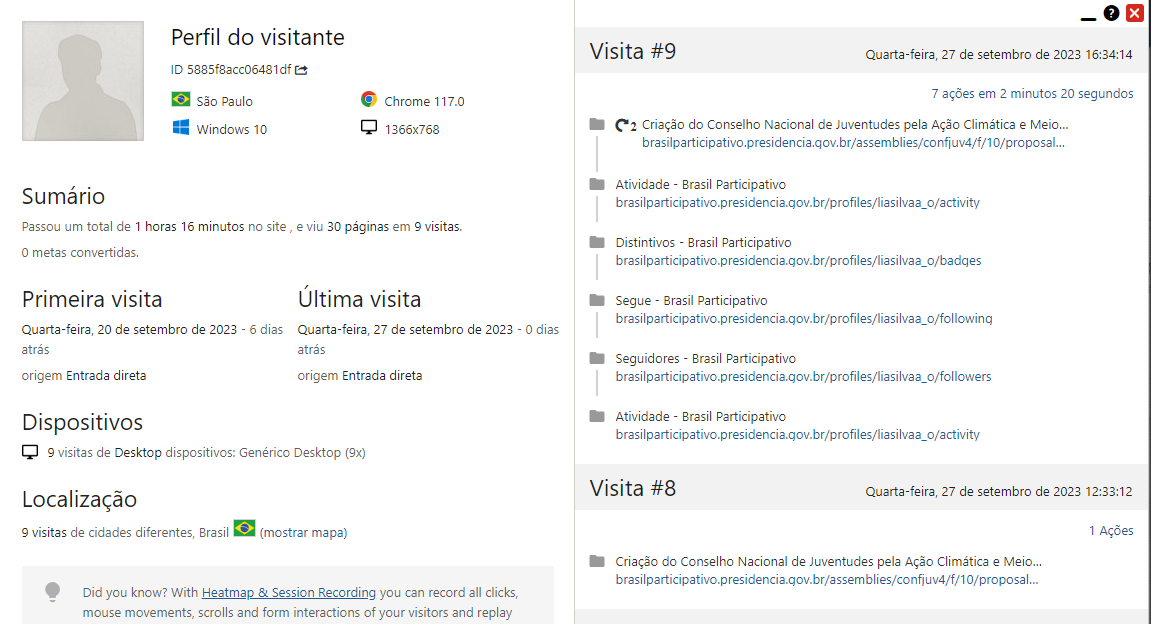 Perfil do visitante
ID 5885f8acc06481df
São Paulo
Chrome 117.0
Windows 10
1366x768
Sumário
Passou um total de 1 horas 16 minutos no site , e viu 30 páginas em 9 visitas.
0 metas convertidas.
Primeira visita
Quarta-feira, 20 de setembro de 2023 - 6 dias
atrás
origem Entrada direta
Última visita
Quarta-feira, 27 de setembro de 2023 - 0 dias
atrás
origem Entrada direta
Dispositivos
9 visitas de Desktop dispositivos: Genérico Desktop (9x)
Localização
9 visitas de cidades diferentes, Brasil (mostrar mapa)
Did you know? With Heatmap & Session Recording you can record all clicks,
mouse movements, scrolls and form interactions of your visitors and replay
?
Visita #9
Quarta-feira, 27 de setembro de 2023 16:34:14
7 ações em 2 minutos 20 segundos
2 Criação do Conselho Nacional de Juventudes pela Ação Climática e Meio...
brasilparticipativo.presidencia.gov.br/assemblies/confjuv4/f/10/proposal...
Atividade - Brasil Participativo
brasilparticipativo.presidencia.gov.br/profiles/liasilvaa_o/activity
Distintivos - Brasil Participativo
brasilparticipativo.presidencia.gov.br/profiles/liasilvaa_o/badges
Segue - Brasil Participativo
brasilparticipativo.presidencia.gov.br/profiles/liasilvaa_o/following
Seguidores - Brasil Participativo
brasilparticipativo.presidencia.gov.br/profiles/liasilvaa_o/followers
Atividade - Brasil Participativo
brasilparticipativo.presidencia.gov.br/profiles/liasilvaa_o/activity
Visita #8
Quarta-feira, 27 de setembro de 2023 12:33:12
1 Ações
Criação do Conselho Nacional de Juventudes pela Ação Climática e Meio...
brasilparticipativo.presidencia.gov.br/assemblies/confjuv4/f/10/proposal...